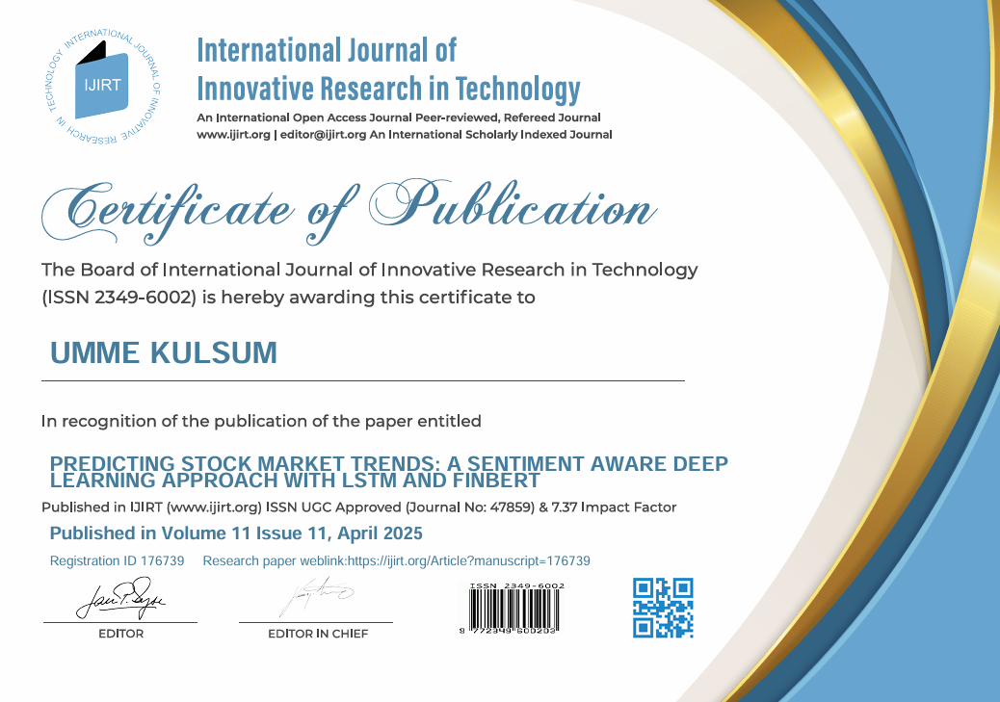 INTERNATIONAL JOURNAL OF INNOVATIVE RESEARCH IN TECHNOLOGY
IJIRT
International Journal of
Innovative Research in Technology
An International Open Access Journal Peer-reviewed, Refereed Journal
www.ijirt.org | editor@ijirt.org An International Scholarly Indexed Journal
Certificate of Publication
The Board of International Journal of Innovative Research in Technology
(ISSN 2349-6002) is hereby awarding this certificate to
UMME KULSUM
In recognition of the publication of the paper entitled
PREDICTING STOCK MARKET TRENDS: A SENTIMENT AWARE DEEP
LEARNING APPROACH WITH LSTM AND FINBERT
Published in IJIRT (www.ijirt.org) ISSN UGC Approved (Journal No: 47859) & 7.37 Impact Factor
Published in Volume 11 Issue 11, April 2025
Registration ID 176739 Research paper weblink:https://ijirt.org/Article?manuscript=176739
ISSN 2349-6002
EDITOR
EDITOR IN CHIEF